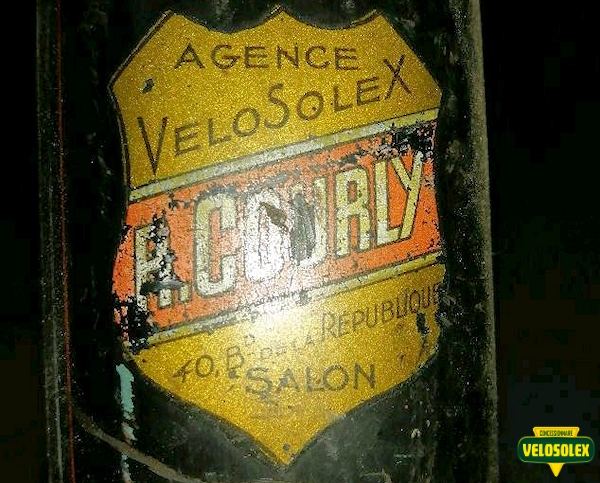 AGENCE
VELOSOLEX
R. COURLY
40, Bᴰ DE LA REPUBLIQUE
SALON
CONCESSIONNAIRE
VELOSOLEX